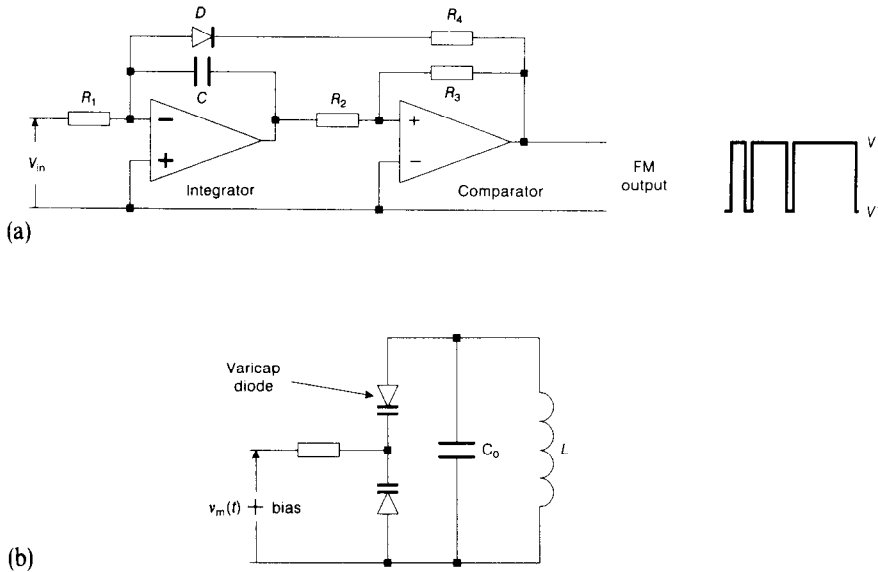 D
R4
C
R3
R1
R2
−
+
+
−
Vin
Integrator
Comparator
FM
output
V
V
(a)
Varicap
diode
Co
L
vm(t) + bias
(b)